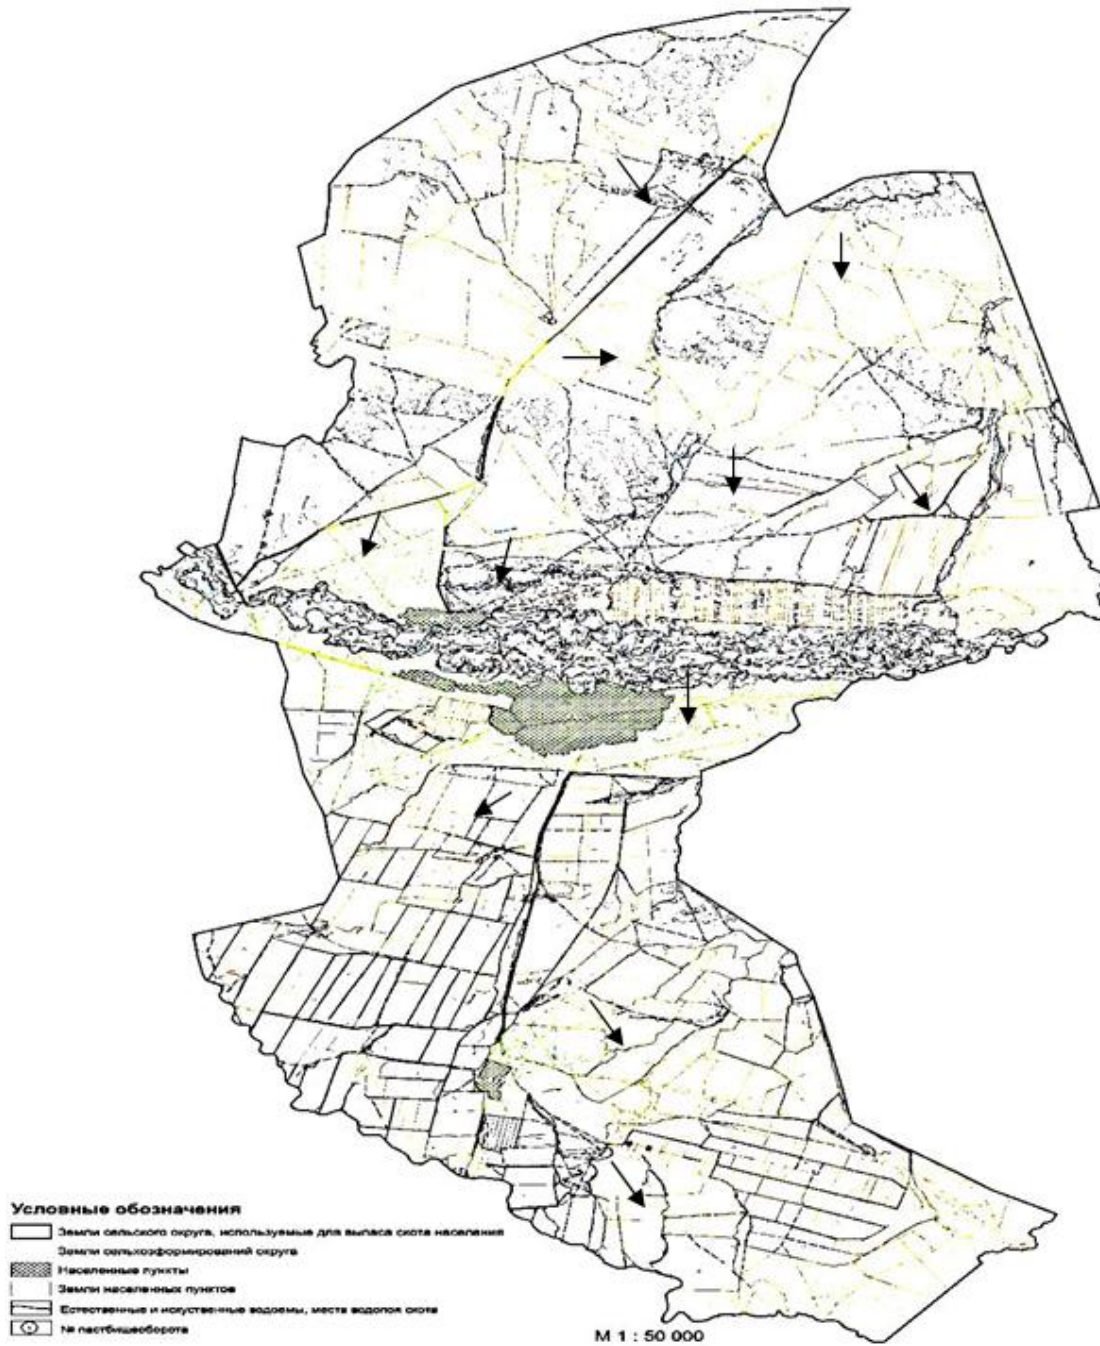 Условные обозначения
Земли сельского округа, используемые для выпаса скота населения
Земли сельхозформирований округа
Населенные пункты
Земли населенных пунктов
Естественные и искуственные водоемы, места водопоя скота
№ пастбищеоборота
М 1 : 50 000